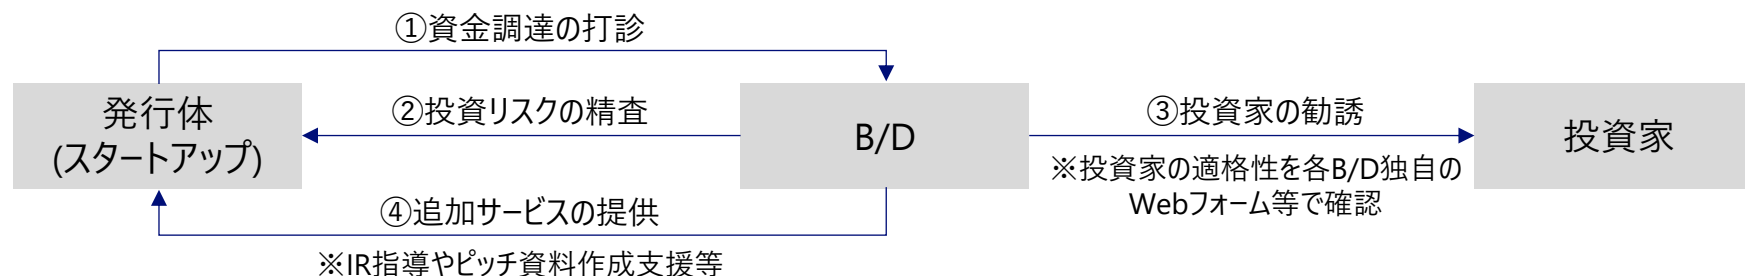 ①資金調達の打診
発行体
(スタートアップ)
②投資リスクの精査
B/D
③投資家の勧誘
※投資家の適格性を各B/D独自の
Webフォーム等で確認
投資家
④追加サービスの提供
※IR指導やピッチ資料作成支援等